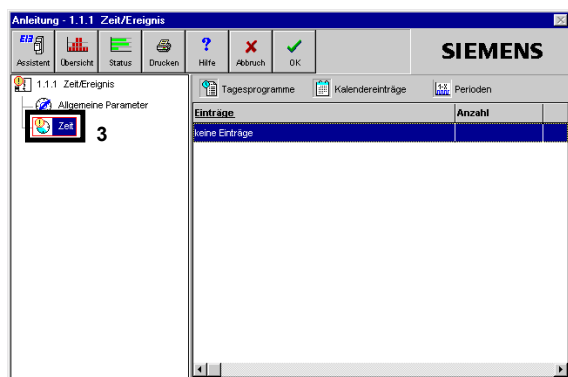 Anleitung - 1.1.1 Zeit/Ereignis
EIB
Assistent Übersicht Status Drucken Hilfe Abbruch OK
SIEMENS
1.1.1 Zeit/Ereignis
Allgemeine Parameter
Zeit
3
Tagesprogramme Kalendereinträge Perioden
Einträge Anzahl
keine Einträge